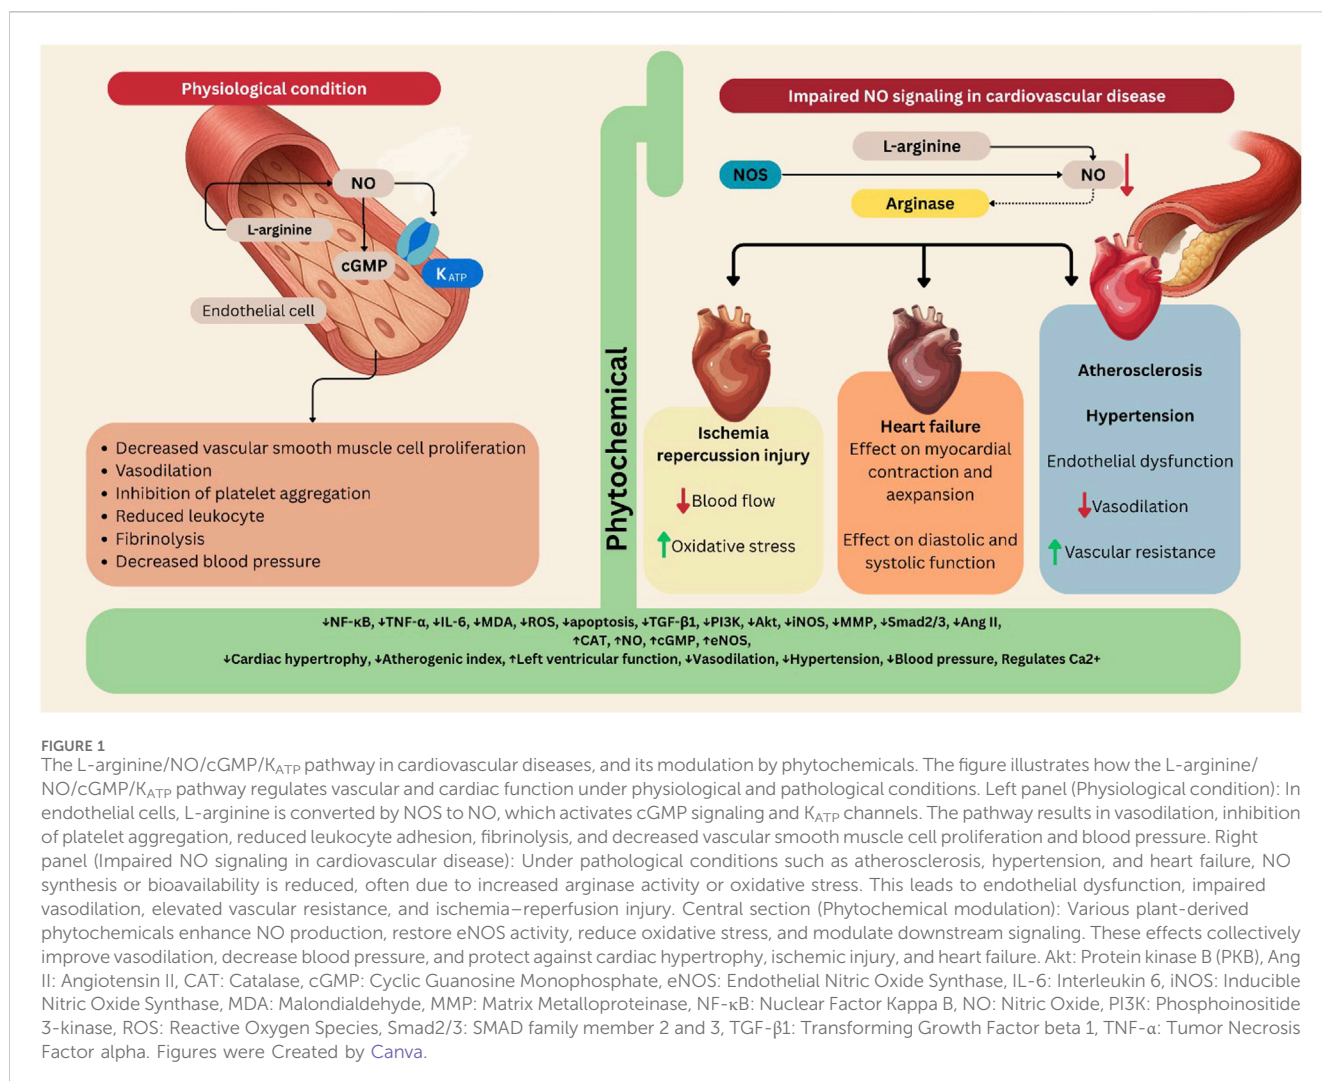 Physiological condition
NO
L-arginine
cGMP
K ATP
Endothelial cell
• Decreased vascular smooth muscle cell proliferation
• Vasodilation
• Inhibition of platelet aggregation
• Reduced leukocyte
• Fibrinolysis
• Decreased blood pressure
Phytochemical
Impaired NO signaling in cardiovascular disease
L-arginine
NOS
NO
Arginase
Ischemia
repercussion injury
↓Blood flow
↑Oxidative stress
Heart failure
Effect on myocardial
contraction and
aexpansion
Effect on diastolic and
systolic function
Atherosclerosis
Hypertension
Endothelial dysfunction
↓Vasodilation
↑Vascular resistance
↓NF-κB, ↓TNF-α, ↓IL-6, ↓MDA, ↓ROS, ↓apoptosis, ↓TGF-β1, ↓PI3K, ↓Akt, ↓iNOS, ↓MMP, ↓Smad2/3, ↓Ang II,
↑CAT, ↑NO, ↑cGMP, ↑eNOS,
↓Cardiac hypertrophy, ↓Atherogenic index, ↑Left ventricular function, ↓Vasodilation, ↓Hypertension, ↓Blood pressure, Regulates Ca2+
FIGURE 1
The L-arginine/NO/cGMP/KATP pathway in cardiovascular diseases, and its modulation by phytochemicals. The figure illustrates how the L-arginine/
NO/cGMP/KATP pathway regulates vascular and cardiac function under physiological and pathological conditions. Left panel (Physiological condition): In
endothelial cells, L-arginine is converted by NOS to NO, which activates cGMP signaling and KATP channels. The pathway results in vasodilation, inhibition
of platelet aggregation, reduced leukocyte adhesion, fibrinolysis, and decreased vascular smooth muscle cell proliferation and blood pressure. Right
panel (Impaired NO signaling in cardiovascular disease): Under pathological conditions such as atherosclerosis, hypertension, and heart failure, NO
synthesis or bioavailability is reduced, often due to increased arginase activity or oxidative stress. This leads to endothelial dysfunction, impaired
vasodilation, elevated vascular resistance, and ischemia–reperfusion injury. Central section (Phytochemical modulation): Various plant-derived
phytochemicals enhance NO production, restore eNOS activity, reduce oxidative stress, and modulate downstream signaling. These effects collectively
improve vasodilation, decrease blood pressure, and protect against cardiac hypertrophy, ischemic injury, and heart failure. Akt: Protein kinase B (PKB), Ang
II: Angiotensin II, CAT: Catalase, cGMP: Cyclic Guanosine Monophosphate, eNOS: Endothelial Nitric Oxide Synthase, IL-6: Interleukin 6, iNOS: Inducible
Nitric Oxide Synthase, MDA: Malondialdehyde, MMP: Matrix Metalloproteinase, NF-κB: Nuclear Factor Kappa B, NO: Nitric Oxide, PI3K: Phosphoinositide
3-kinase, ROS: Reactive Oxygen Species, Smad2/3: SMAD family member 2 and 3, TGF-β1: Transforming Growth Factor beta 1, TNF-α: Tumor Necrosis
Factor alpha. Figures were Created by Canva.